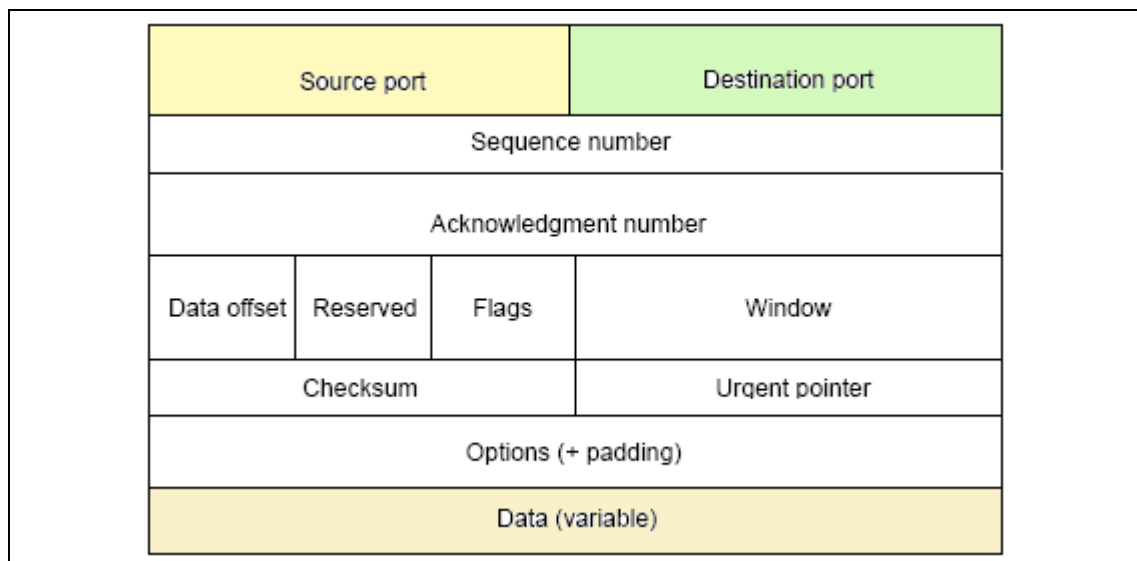 Source port Destination port
Sequence number
Acknowledgment number
Data offset Reserved Flags Window
Checksum Urgent pointer
Options (+ padding)
Data (variable)